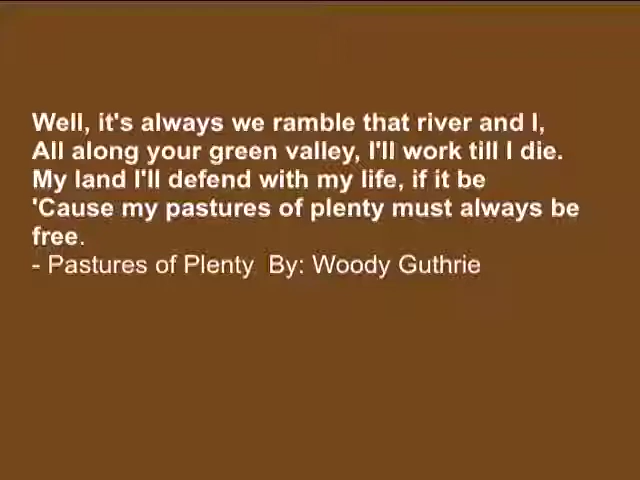 Well, it's always we ramble that river and I,
All along your green valley, I'll work till I die.
My land I'll defend with my life, if it be
'Cause my pastures of plenty must always be
free.
- Pastures of Plenty  By: Woody Guthrie